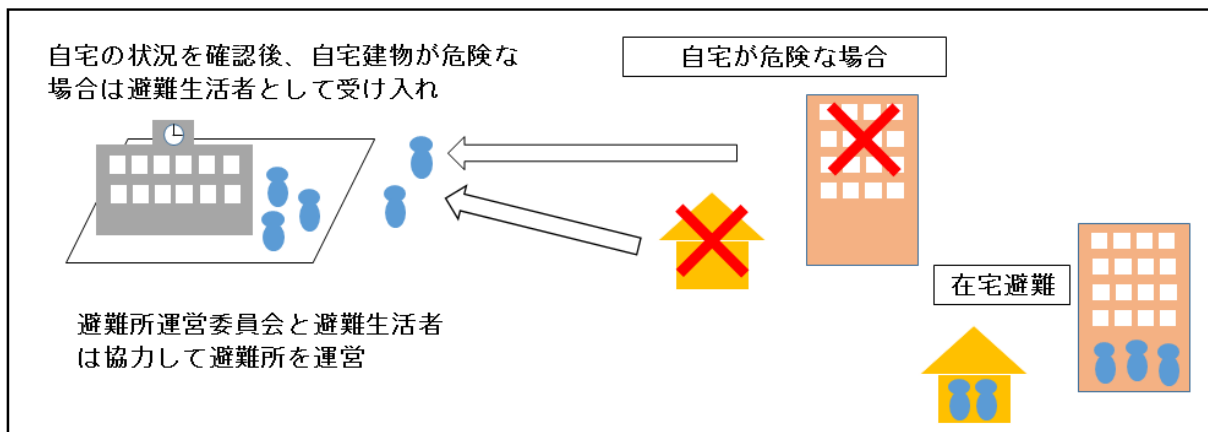 自宅の状況を確認後、自宅建物が危険な
場合は避難生活者として受け入れ
自宅が危険な場合
在宅避難
避難所運営委員会と避難生活者
は協力して避難所を運営